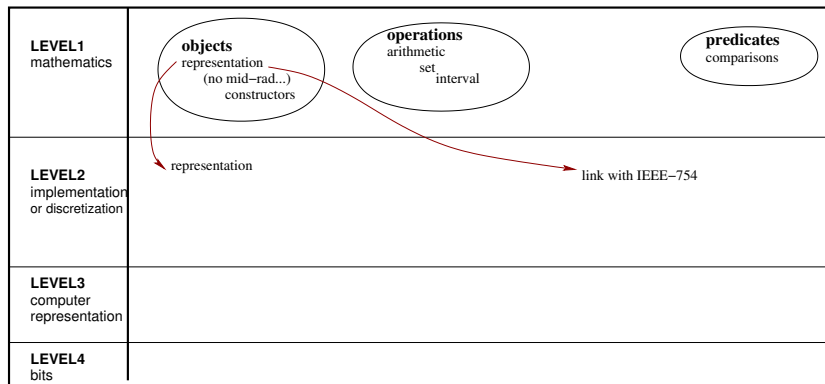 LEVEL1
mathematics
objects
representation
(no mid−rad...)
constructors
operations
arithmetic
set
interval
predicates
comparisons
LEVEL2
implementation
or discretization
representation
link with IEEE−754
LEVEL3
computer
representation
LEVEL4
bits